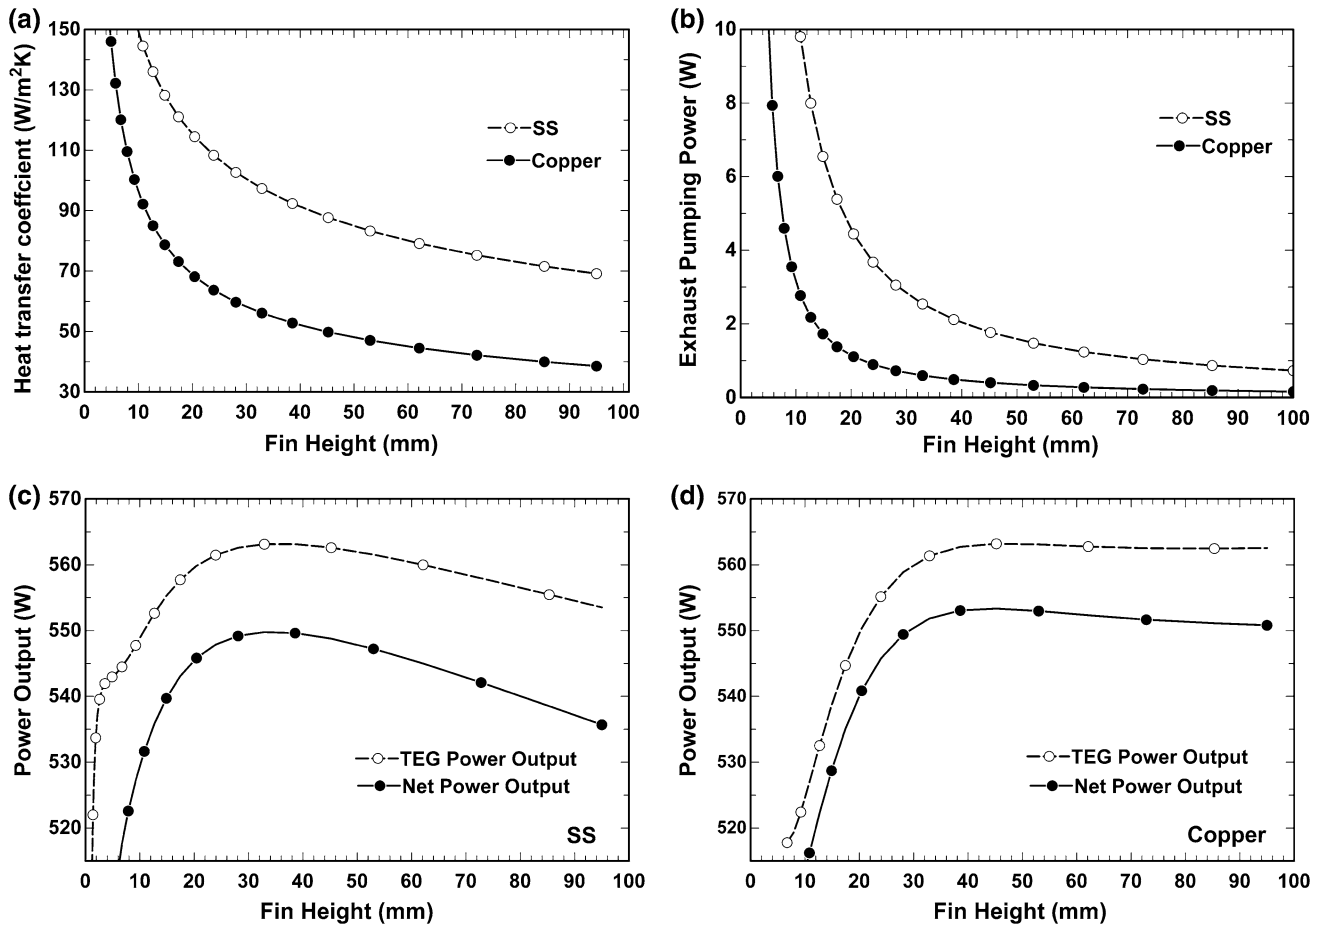 (a)
Heat transfer coeffcient (W/m²K)
150
130
110
90
70
50
30
SS
Copper
0 10 20 30 40 50 60 70 80 90 100
Fin Height (mm)
(b)
Exhaust Pumping Power (W)
10
8
6
4
2
0
SS
Copper
0 10 20 30 40 50 60 70 80 90 100
Fin Height (mm)
(c)
Power Output (W)
570
560
550
540
530
520
TEG Power Output
Net Power Output
SS
0 10 20 30 40 50 60 70 80 90 100
Fin Height (mm)
(d)
Power Output (W)
570
560
550
540
530
520
TEG Power Output
Net Power Output
Copper
0 10 20 30 40 50 60 70 80 90 100
Fin Height (mm)